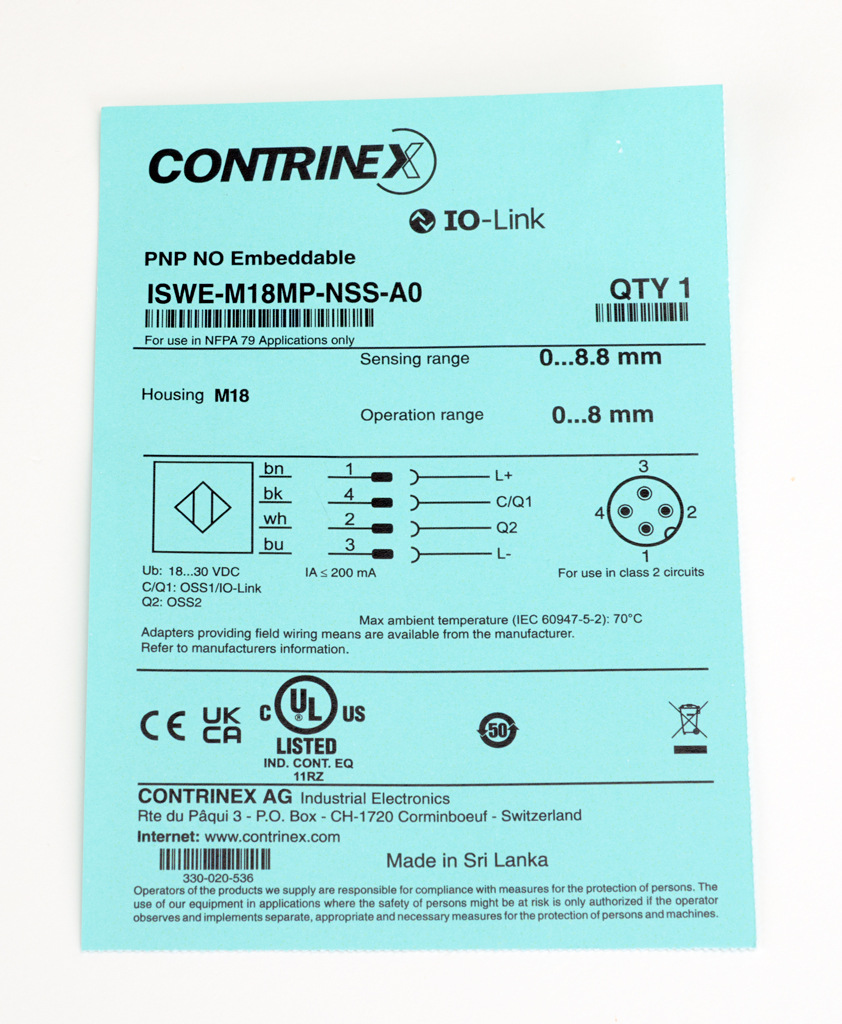 CONTRINEX
IO-Link
PNP NO Embeddable
ISWE-M18MP-NSS-A0 QTY 1
For use in NFPA 79 Applications only
Sensing range 0...8.8 mm
Housing M18
Operation range 0...8 mm
bn 1 L+
bk 4 C/Q1
wh 2 Q2
bu 3 L-
3
4 2
1
Ub: 18...30 VDC IA ≤ 200 mA For use in class 2 circuits
C/Q1: OSS1/IO-Link
Q2: OSS2
Max ambient temperature (IEC 60947-5-2): 70°C
Adapters providing field wiring means are available from the manufacturer.
Refer to manufacturers information.
CE UK CA C UL ® US 50
LISTED
IND. CONT. EQ
11RZ
CONTRINEX AG Industrial Electronics
Rte du Pâqui 3 - P.O. Box - CH-1720 Corminboeuf - Switzerland
Internet: www.contrinex.com
330-020-536 Made in Sri Lanka
Operators of the products we supply are responsible for compliance with measures for the protection of persons. The
use of our equipment in applications where the safety of persons might be at risk is only authorized if the operator
observes and implements separate, appropriate and necessary measures for the protection of persons and machines.